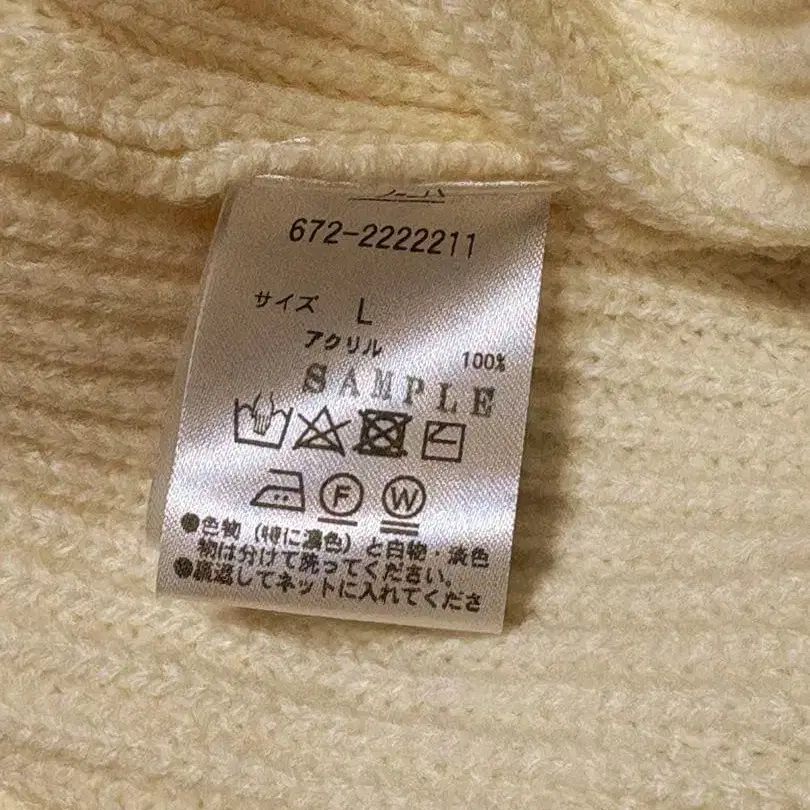 672-2222211
サイズ L
アクリル
100%
SAMPLE
F W
●色物（特に濃色）と白物・淡色
物は分けて洗ってください。
●裏返してネットに入れてくださ